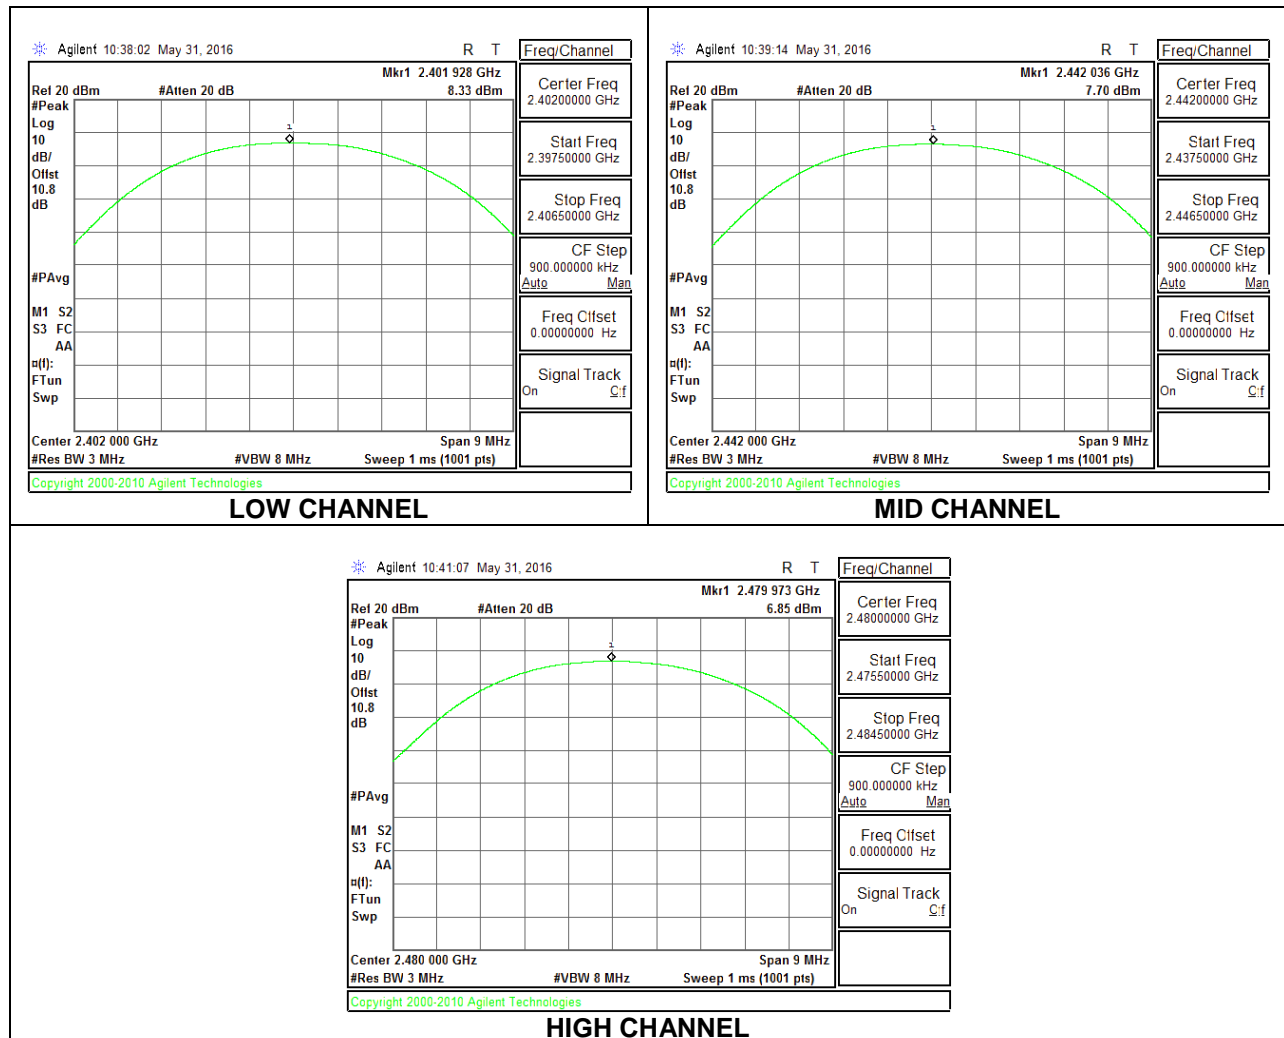 Agilent 10:38:02 May 31, 2016
R T
Freq/Channel
Mkr1 2.401 928 GHz
Ref 20 dBm
#Atten 20 dB
8.33 dBm
#Peak
Log
10
dB/
Offst
10.8
dB
1
#PAvg
M1 S2
S3 FC
AA
¤(f):
FTun
Swp
Center 2.402 000 GHz
Span 9 MHz
#Res BW 3 MHz
#VBW 8 MHz
Sweep 1 ms (1001 pts)
Center Freq
2.40200000 GHz
Start Freq
2.39750000 GHz
Stop Freq
2.40650000 GHz
CF Step
900.000000 kHz
Auto Man
Freq Offset
0.00000000 Hz
Signal Track
On Off
Copyright 2000-2010 Agilent Technologies
LOW CHANNEL
Agilent 10:39:14 May 31, 2016
R T
Freq/Channel
Mkr1 2.442 036 GHz
Ref 20 dBm
#Atten 20 dB
7.70 dBm
#Peak
Log
10
dB/
Offst
10.8
dB
1
#PAvg
M1 S2
S3 FC
AA
¤(f):
FTun
Swp
Center 2.442 000 GHz
Span 9 MHz
#Res BW 3 MHz
#VBW 8 MHz
Sweep 1 ms (1001 pts)
Center Freq
2.44200000 GHz
Start Freq
2.43750000 GHz
Stop Freq
2.44650000 GHz
CF Step
900.000000 kHz
Auto Man
Freq Offset
0.00000000 Hz
Signal Track
On Off
Copyright 2000-2010 Agilent Technologies
MID CHANNEL
Agilent 10:41:07 May 31, 2016
R T
Freq/Channel
Mkr1 2.479 973 GHz
Ref 20 dBm
#Atten 20 dB
6.85 dBm
#Peak
Log
10
dB/
Offst
10.8
dB
1
#PAvg
M1 S2
S3 FC
AA
¤(f):
FTun
Swp
Center 2.480 000 GHz
Span 9 MHz
#Res BW 3 MHz
#VBW 8 MHz
Sweep 1 ms (1001 pts)
Center Freq
2.48000000 GHz
Start Freq
2.47550000 GHz
Stop Freq
2.48450000 GHz
CF Step
900.000000 kHz
Auto Man
Freq Offset
0.00000000 Hz
Signal Track
On Off
Copyright 2000-2010 Agilent Technologies
HIGH CHANNEL